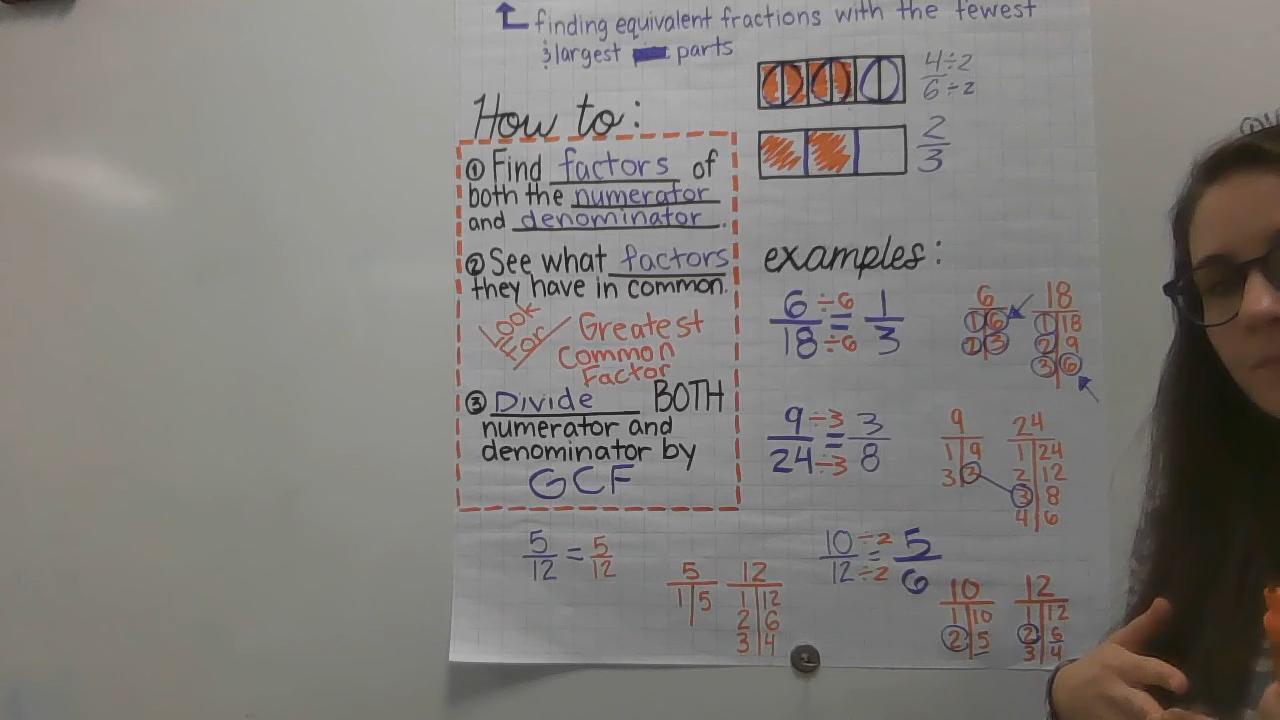 finding equivalent fractions with the fewest
& largest parts
4÷2
6÷2
2
3
How to:
① Find factors of
both the numerator
and denominator.
② See what factors
they have in common.
Look For
Greatest
Common
Factor
③ Divide BOTH
numerator and
denominator by
GCF
examples:
6 ÷6 = 1
18 ÷6 3
6
1 6
2 3
18
1 18
2 9
3 6
9 ÷3 = 3
24 ÷3 8
9
1 9
3 3
24
1 24
2 12
3 8
4 6
5 = 5
12 12
5
1 5
12
1 12
2 6
3 4
10 ÷2 = 5
12 ÷2 6
10
1 10
2 5
12
1 12
2 6
3 4